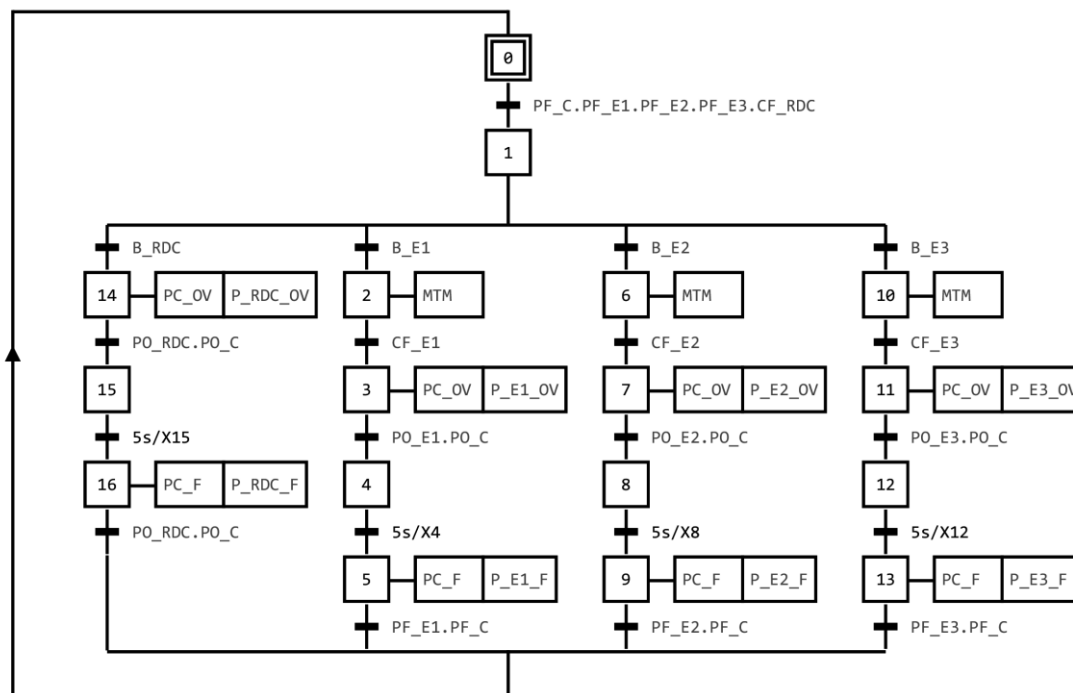 0
PF_C.PF_E1.PF_E2.PF_E3.CF_RDC
1
B_RDC B_E1 B_E2 B_E3
14 PC_OV P_RDC_OV 2 MTM 6 MTM 10 MTM
PO_RDC.PO_C CF_E1 CF_E2 CF_E3
15 3 PC_OV P_E1_OV 7 PC_OV P_E2_OV 11 PC_OV P_E3_OV
5s/X15 PO_E1.PO_C PO_E2.PO_C PO_E3.PO_C
16 PC_F P_RDC_F 4 8 12
PO_RDC.PO_C 5s/X4 5s/X8 5s/X12
5 PC_F P_E1_F 9 PC_F P_E2_F 13 PC_F P_E3_F
PF_E1.PF_C PF_E2.PF_C PF_E3.PF_C